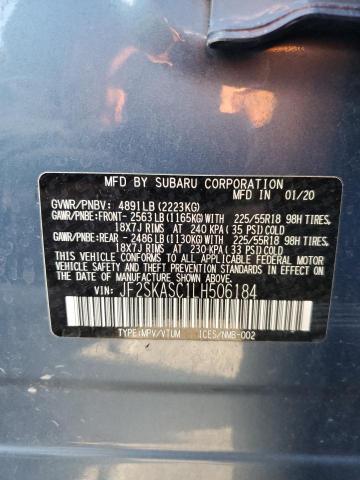 MFD BY SUBARU CORPORATION
MFD IN 01/20
GVWR/PNBV: 4891LB (2223KG)
GAWR/PNBE:FRONT- 2563LB (1165KG)WITH 225/55R18 98H TIRES,
18X7J RIMS AT 240 KPA (35 PSI) COLD
GAWR/PNBE:REAR - 2486LB (1130KG)WITH 225/55R18 98H TIRES,
18X7J RIMS AT 230 KPA (33 PSI) COLD
THIS VEHICLE CONFORMS TO ALL APPLICABLE
FEDERAL MOTOR VEHICLE SAFETY,
BUMPER, AND THEFT PREVENTION
STANDARDS IN EFFECT ON THE
DATE OF MANUFACTURE SHOWN ABOVE.
VIN: JF2SKASC1LH506184
TYPE:MPV/VTUM ICES/NMB-002